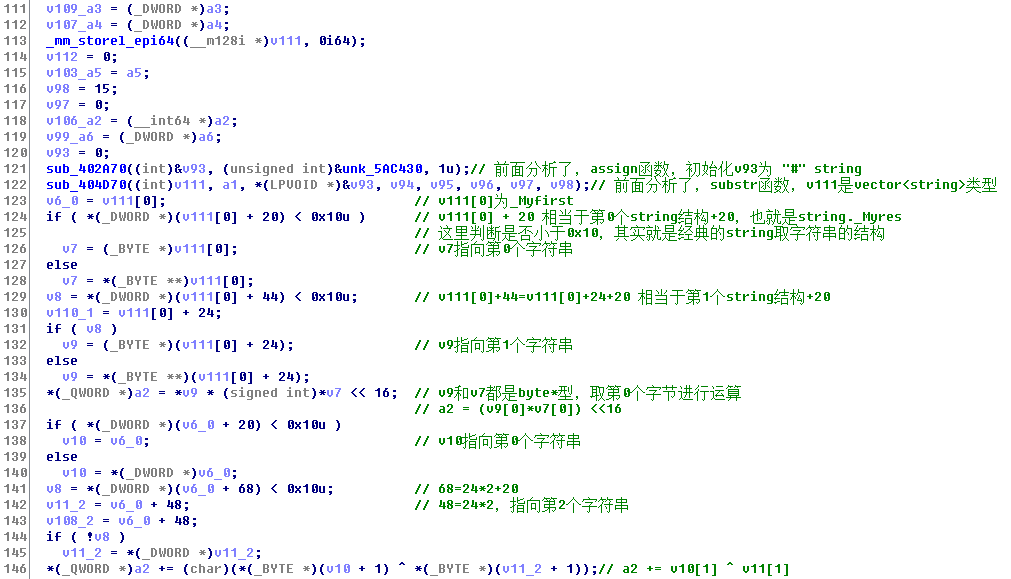 111 v109_a3 = (_DWORD *)a3;
112 v107_a4 = (_DWORD *)a4;
113 _mm_storel_epi64((__m128i *)v111, 0i64);
114 v112 = 0;
115 v103_a5 = a5;
116 v98 = 15;
117 v97 = 0;
118 v106_a2 = (__int64 *)a2;
119 v99_a6 = (_DWORD *)a6;
120 v93 = 0;
121 sub_402A70((int)&v93, (unsigned int)&unk_5AC430, 1u);// 前面分析了，assign函数，初始化v93为 "#" string
122 sub_404D70((int)v111, a1, *(LPVOID *)&v93, v94, v95, v96, v97, v98);// 前面分析了，substr函数，v111是vector<string>类型
123 v6_0 = v111[0]; // v111[0]为_Myfirst
124 if ( *(_DWORD *)(v111[0] + 20) < 0x10u ) // v111[0] + 20 相当于第0个string结构+20，也就是string._Myres
125 // 这里判断是否小于0x10，其实就是经典的string取字符串的结构
126 v7 = (_BYTE *)v111[0]; // v7指向第0个字符串
127 else
128 v7 = *(_BYTE **)v111[0];
129 v8 = *(_DWORD *)(v111[0] + 44) < 0x10u; // v111[0]+44=v111[0]+24+20 相当于第1个string结构+20
130 v110_1 = v111[0] + 24;
131 if ( v8 )
132 v9 = (_BYTE *)(v111[0] + 24); // v9指向第1个字符串
133 else
134 v9 = *(_BYTE **)(v111[0] + 24);
135 *(_QWORD *)a2 = *v9 * (signed int)*v7 << 16; // v9和v7都是byte*型，取第0个字节进行运算
136 // a2 = (v9[0]*v7[0]) <<16
137 if ( *(_DWORD *)(v6_0 + 20) < 0x10u )
138 v10 = v6_0; // v10指向第0个字符串
139 else
140 v10 = *(_DWORD *)v6_0;
141 v8 = *(_DWORD *)(v6_0 + 68) < 0x10u; // 68=24*2+20
142 v11_2 = v6_0 + 48; // 48=24*2，指向第2个字符串
143 v108_2 = v6_0 + 48;
144 if ( !v8 )
145 v11_2 = *(_DWORD *)v11_2;
146 *(_QWORD *)a2 += (char)(*(_BYTE *)(v10 + 1) ^ *(_BYTE *)(v11_2 + 1));// a2 += v10[1] ^ v11[1]